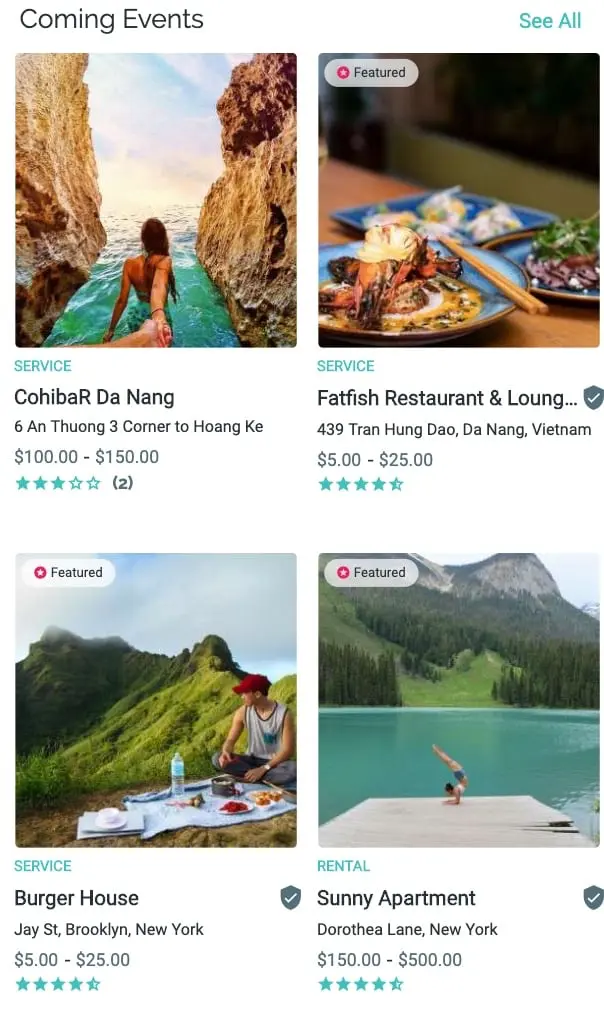 Coming Events
See All
Featured
SERVICE
CohibaR Da Nang
6 An Thuong 3 Corner to Hoang Ke
$100.00 - $150.00
(2)
SERVICE
Fatfish Restaurant & Loung...
439 Tran Hung Dao, Da Nang, Vietnam
$5.00 - $25.00
Featured
SERVICE
Burger House
Jay St, Brooklyn, New York
$5.00 - $25.00
Featured
RENTAL
Sunny Apartment
Dorothea Lane, New York
$150.00 - $500.00